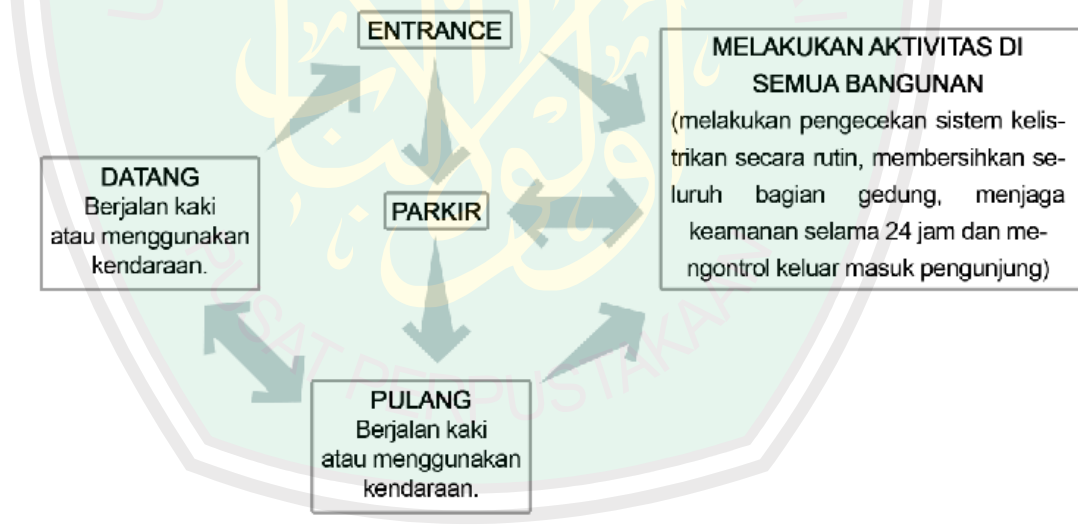 ENTRANCE
MELAKUKAN AKTIVITAS DI
SEMUA BANGUNAN
(melakukan pengecekan sistem kelis-
trikan secara rutin, membersihkan se-
luruh bagian gedung, menjaga
keamanan selama 24 jam dan me-
ngontrol keluar masuk pengunjung)
DATANG
Berjalan kaki
atau menggunakan
kendaraan.
PARKIR
PULANG
Berjalan kaki
atau menggunakan
kendaraan.
PUSAT PERPUSTAKAAN